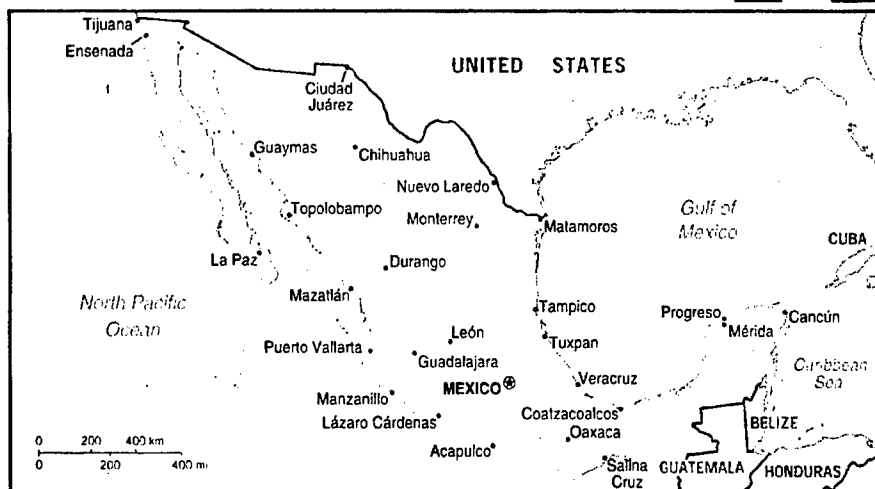 Tijuana
Ensenada
UNITED STATES
Ciudad
Juárez
Guaymas
Chihuahua
Nuevo Laredo
Topolobampo
Monterrey
Matamoros
Gulf of
Mexico
CUBA
La Paz
Durango
Mazatlán
North Pacific
Ocean
Tampico
Progreso
Mérida
Cancún
León
Tuxpan
Puerto Vallarta
Guadalajara
Caribbean
Sea
MEXICO
Veracruz
Manzanillo
Lázaro Cárdenas
Coatzacoalcos
Oaxaca
BELIZE
Acapulco
Salina
Cruz
GUATEMALA
HONDURAS
0 200 400 km
0 200 400 mi